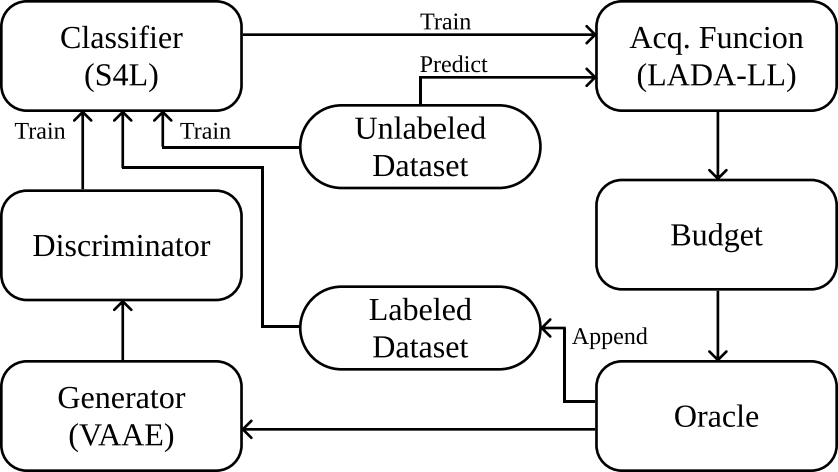 Classifier
(S4L)
Train
Acq. Funcion
(LADA-LL)
Predict
Train
Train
Unlabeled
Dataset
Discriminator
Budget
Labeled
Dataset
Append
Generator
(VAAE)
Oracle